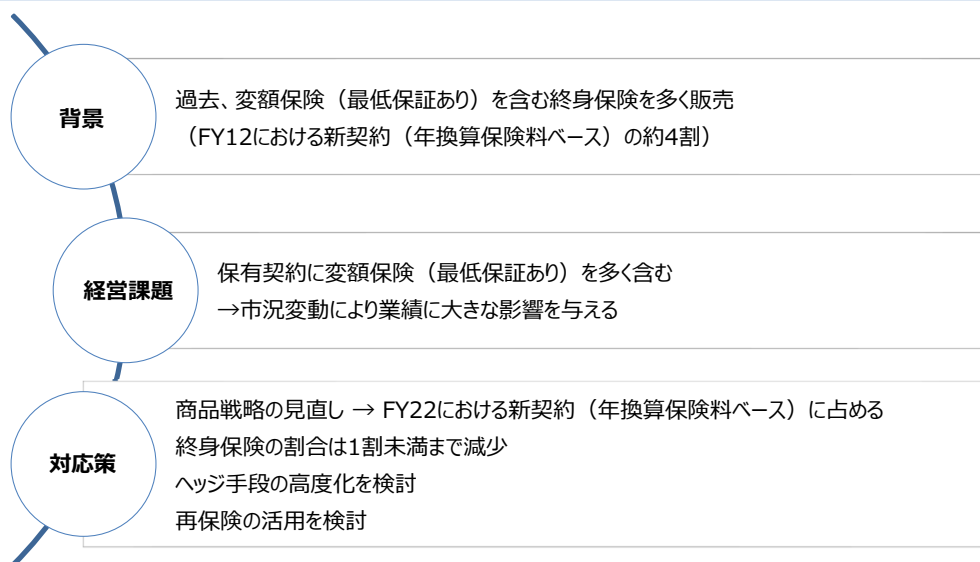 背景
過去、変額保険（最低保証あり）を含む終身保険を多く販売
（FY12における新契約（年換算保険料ベース）の約4割）
経営課題
保有契約に変額保険（最低保証あり）を多く含む
→市況変動により業績に大きな影響を与える
対応策
商品戦略の見直し → FY22における新契約（年換算保険料ベース）に占める
終身保険の割合は1割未満まで減少
ヘッジ手段の高度化を検討
再保険の活用を検討